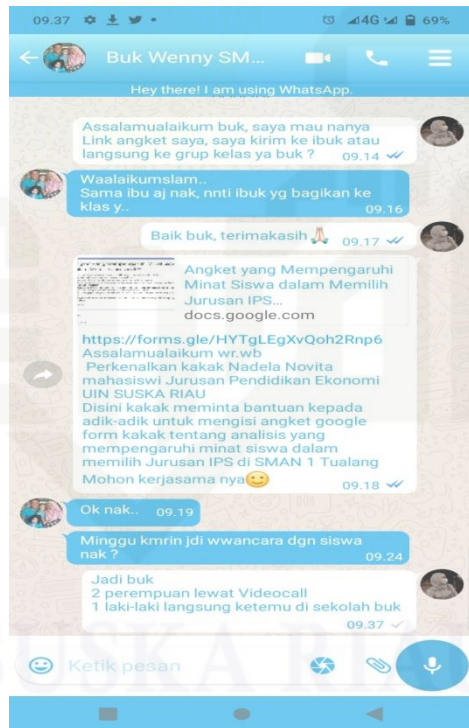 09.37
4G
69%
Buk Wenny SM...
Hey there! I am using WhatsApp.
Assalamualaikum buk, saya mau nanya
Link angket saya, saya kirim ke ibuk atau
langsung ke grup kelas ya buk ?
09.14
Waalaikumslam..
Sama ibu aj nak, nnti ibuk yg bagikan ke
klas y..
09.16
Baik buk, terimakasih🙏
09.17
Angket yang Mempengaruhi
Minat Siswa dalam Memilih
Jurusan IPS...
docs.google.com
https://forms.gle/HYTgLEgXvQoh2Rnp6
Assalamualaikum wr.wb
Perkenalkan kakak Nadela Novita
mahasiswi Jurusan Pendidikan Ekonomi
UIN SUSKA RIAU
Disini kakak meminta bantuan kepada
adik-adik untuk mengisi angket google
form kakak tentang analisis yang
mempengaruhi minat siswa dalam
memilih Jurusan IPS di SMAN 1 Tualang
Mohon kerjasama nya😊
09.18
Ok nak..
09.19
Minggu kmrin jdi wwancara dgn siswa
nak ?
09.24
Jadi buk
2 perempuan lewat Videocall
1 laki-laki langsung ketemu di sekolah buk
09.37
SUSKA RIAU
Ketik pesan